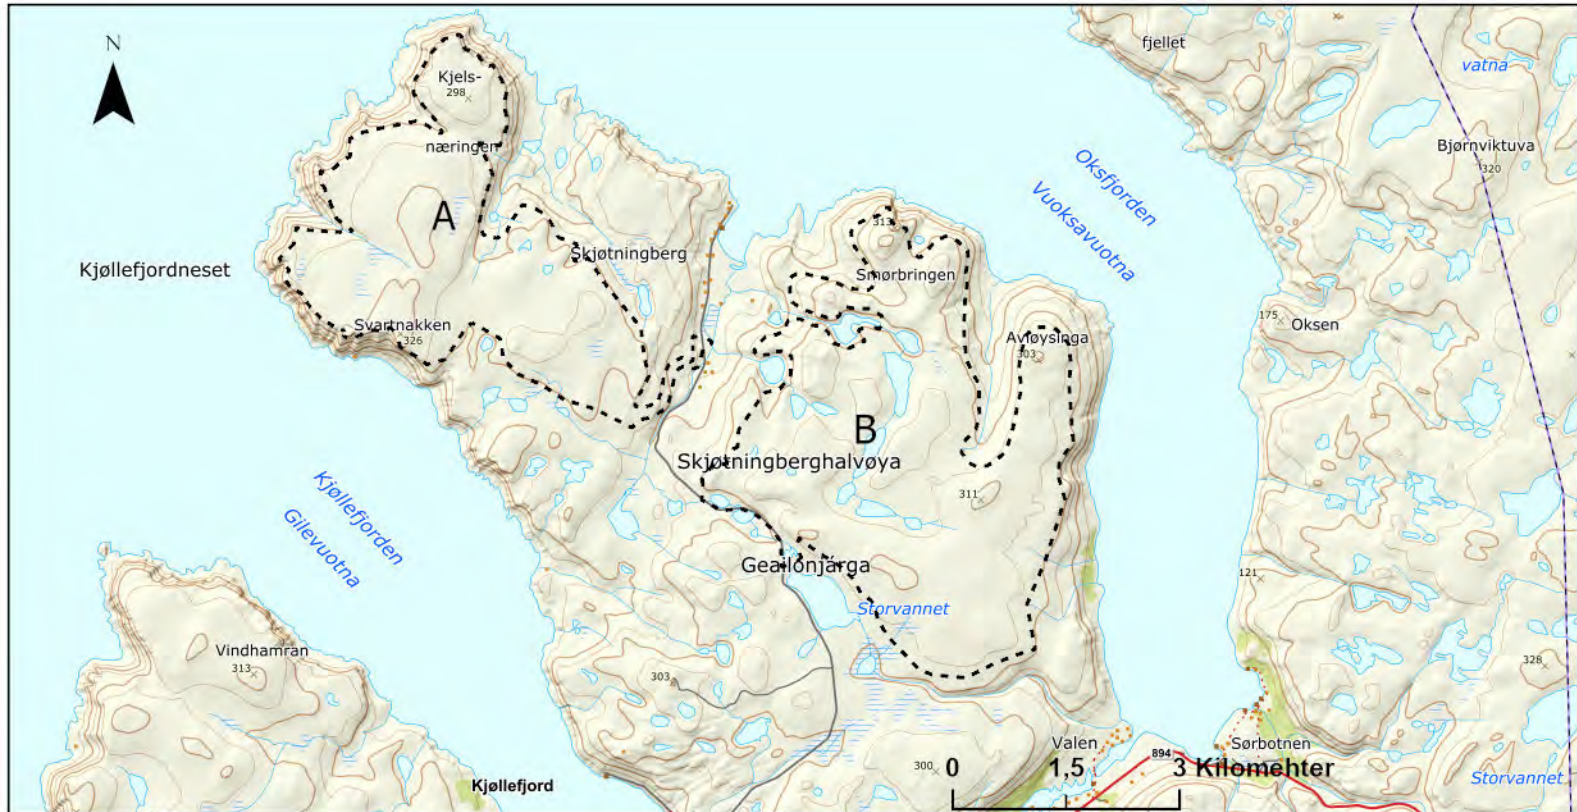 N
Kjels-
298
næringen
A
Skjøtningberg
Kjøllefjordneset
Svartnakken
326
fjellet
vatna
Bjørnviktuva
320
Oksfjorden
Vuoksavuotna
313
Smørbringen
175
Oksen
Avløysinga
303
B
Skjøtningberghalvøya
311
Kjøllefjorden
Gilevuotna
Geaĭlonjárga
121
Storvannet
Vindhamran
313
303
328
Valen
894
Sørbotnen
300
0
1,5
3 Kilomehter
Kjøllefjord
Storvannet